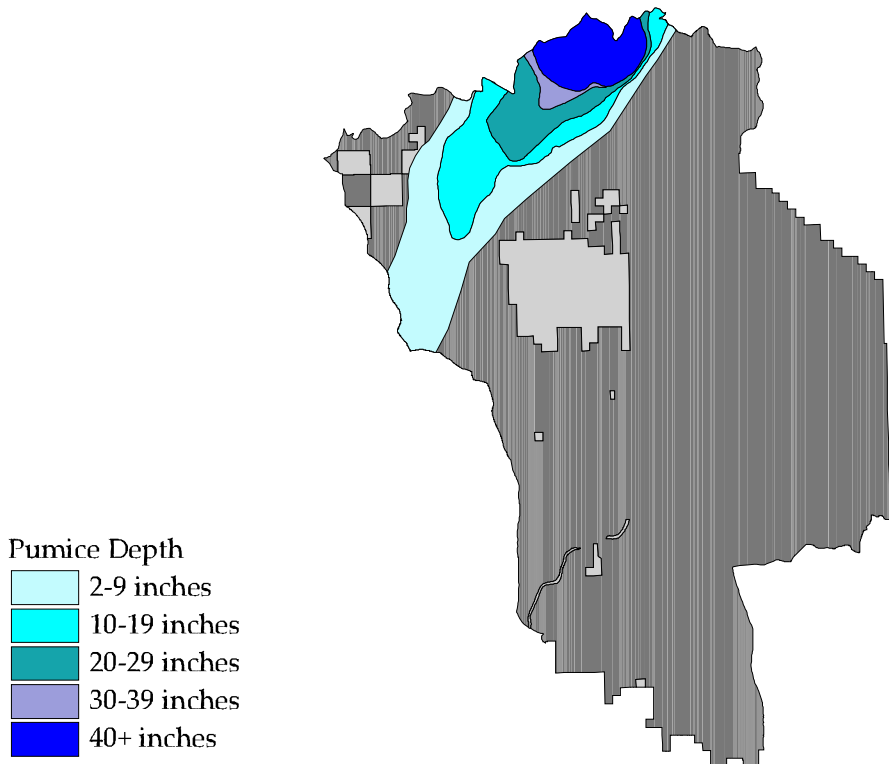 Pumice Depth
2-9 inches
10-19 inches
20-29 inches
30-39 inches
40+ inches